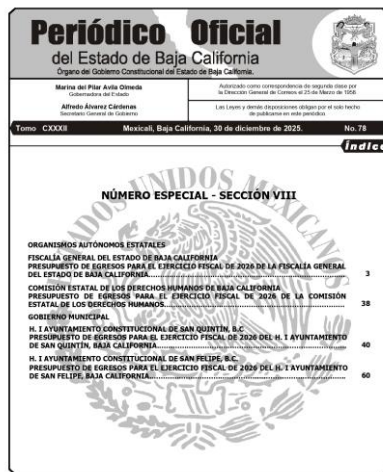 Periódico Oficial
del Estado de Baja California
Órgano del Gobierno Constitucional del Estado de Baja California.
Marina del Pilar Avila Olmeda
Gobernadora del Estado
Autorizado como correspondencia de segunda clase por
la Dirección General de Correos el 25 de Marzo de 1958.
Alfredo Álvarez Cárdenas
Secretario General de Gobierno
Las Leyes y demás disposiciones obligan por el solo hecho
de publicarse en este periódico.
Tomo CXXXII Mexicali, Baja California, 30 de diciembre de 2025. No. 78
Índice
NÚMERO ESPECIAL - SECCIÓN VIII
ESTADOS UNIDOS MEXICANOS
ORGANISMOS AUTÓNOMOS ESTATALES
FISCALÍA GENERAL DEL ESTADO DE BAJA CALIFORNIA
PRESUPUESTO DE EGRESOS PARA EL EJERCICIO FISCAL DE 2026 DE LA FISCALÍA GENERAL
DEL ESTADO DE BAJA CALIFORNIA 3
COMISIÓN ESTATAL DE LOS DERECHOS HUMANOS DE BAJA CALIFORNIA
PRESUPUESTO DE EGRESOS PARA EL EJERCICIO FISCAL DE 2026 DE LA COMISIÓN
ESTATAL DE LOS DERECHOS HUMANOS 38
GOBIERNO MUNICIPAL
H. I AYUNTAMIENTO CONSTITUCIONAL DE SAN QUINTÍN, B.C
PRESUPUESTO DE EGRESOS PARA EL EJERCICIO FISCAL DE 2026 DEL H. I AYUNTAMIENTO
DE SAN QUINTÍN, BAJA CALIFORNIA 40
H. I AYUNTAMIENTO CONSTITUCIONAL DE SAN FELIPE, B.C.
PRESUPUESTO DE EGRESOS PARA EL EJERCICIO FISCAL DE 2026 DEL H. I AYUNTAMIENTO
DE SAN FELIPE, BAJA CALIFORNIA 60